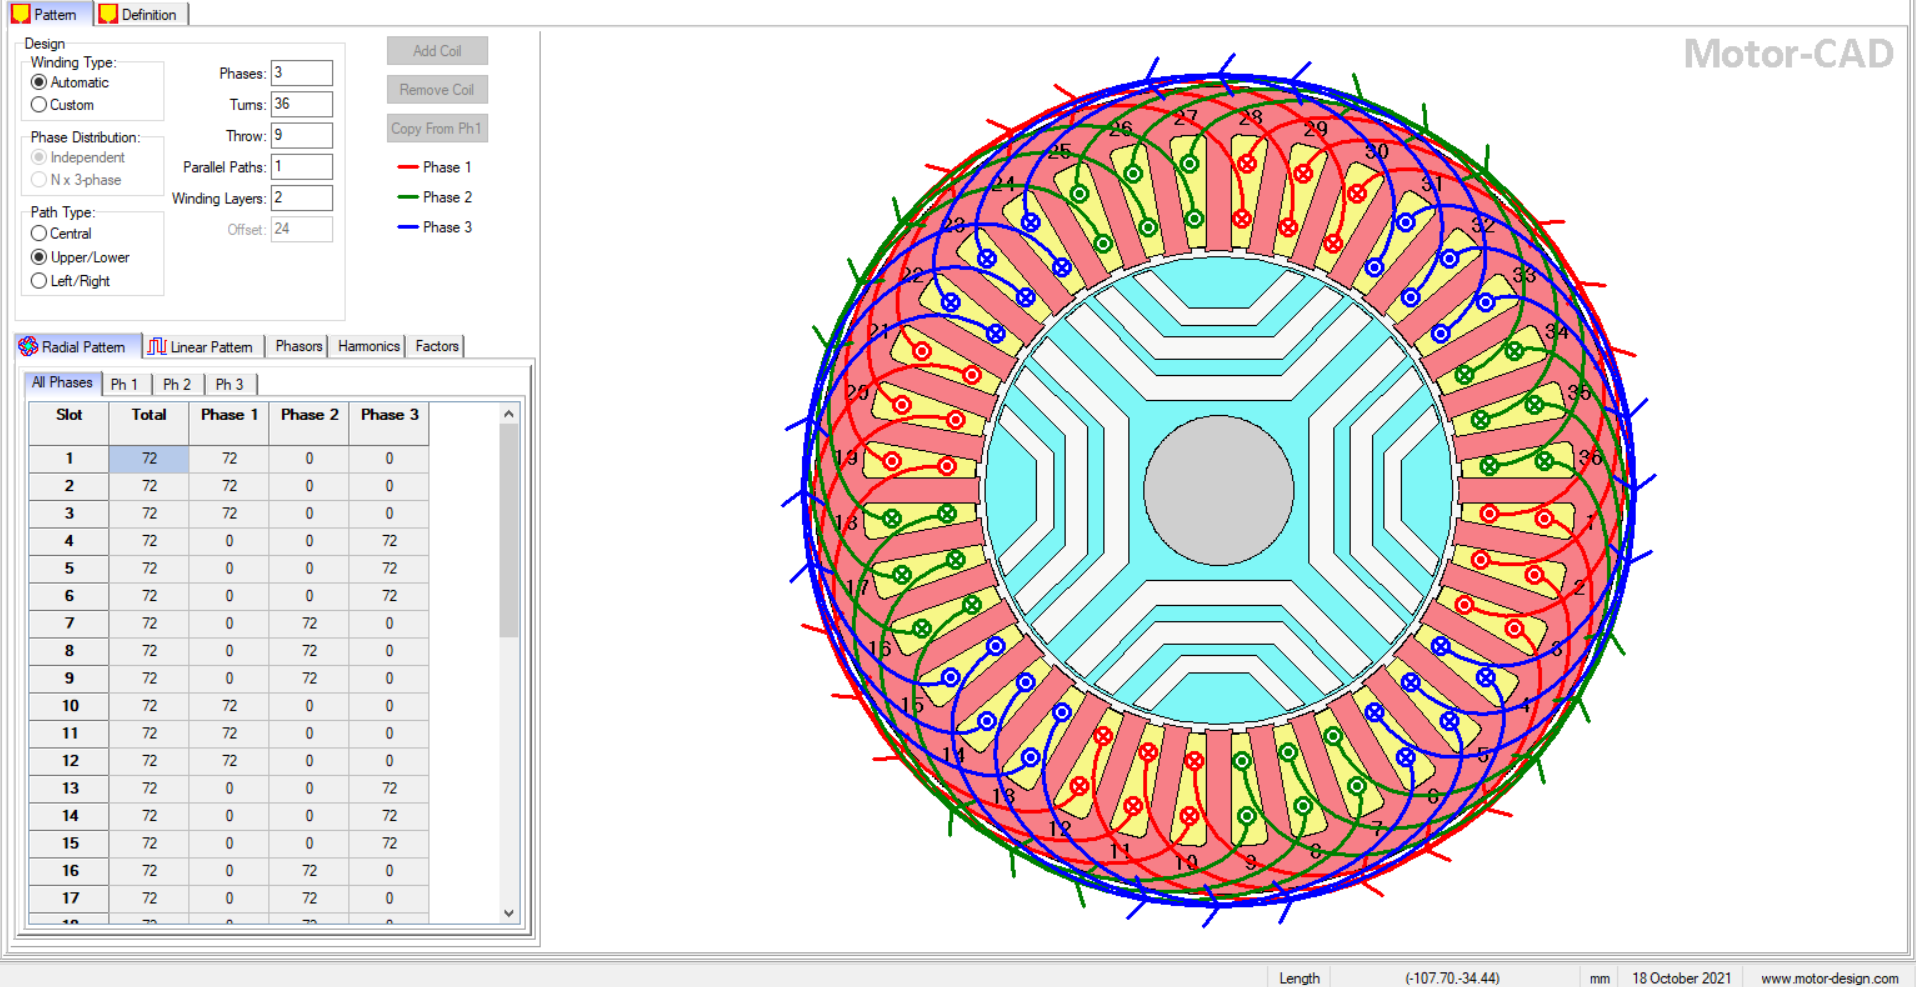 Pattern Definition
Motor-CAD
Design
Winding Type:
Automatic
Custom
Phase Distribution:
Independent
N x 3-phase
Path Type:
Central
Upper/Lower
Left/Right
Phases: 3
Turns: 36
Throw: 9
Parallel Paths: 1
Winding Layers: 2
Offset: 24
Add Coil
Remove Coil
Copy From Ph1
Phase 1
Phase 2
Phase 3
Radial Pattern Linear Pattern Phasors Harmonics Factors
All Phases Ph 1 Ph 2 Ph 3
Slot Total Phase 1 Phase 2 Phase 3
1 72 72 0 0
2 72 72 0 0
3 72 72 0 0
4 72 0 0 72
5 72 0 0 72
6 72 0 0 72
7 72 0 72 0
8 72 0 72 0
9 72 0 72 0
10 72 72 0 0
11 72 72 0 0
12 72 72 0 0
13 72 0 0 72
14 72 0 0 72
15 72 0 0 72
16 72 0 72 0
17 72 0 72 0
1
2
3
4
5
6
7
8
9
10
11
12
13
14
15
16
17
18
19
20
21
22
23
24
25
26
27
28
29
30
31
32
33
34
35
36
Length (-107.70,-34.44) mm 18 October 2021 www.motor-design.com